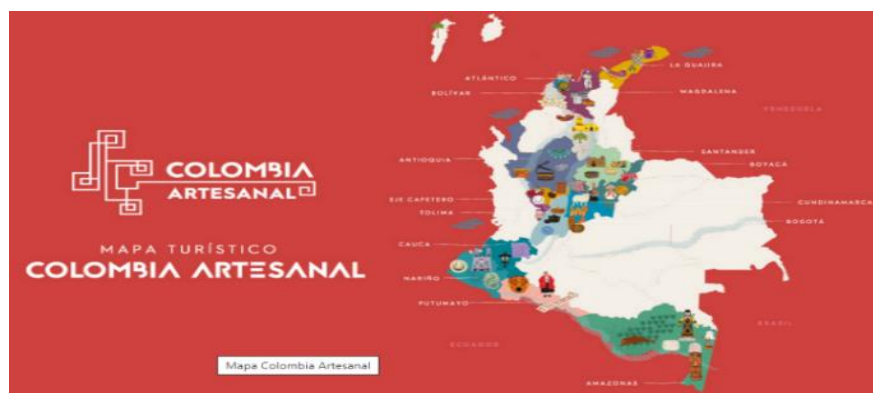 COLOMBIA
ARTESANAL
MAPA TURÍSTICO
COLOMBIA ARTESANAL
Mapa Colombia Artesanal
LA GUAJIRA
ATLÁNTICO
BOLÍVAR
MAGDALENA
VENEZUELA
ANTIOQUIA
SANTANDER
BOYACÁ
EJE CAFETERO
CUNDINAMARCA
TOLIMA
BOGOTÁ
CAUCA
NARIÑO
PUTUMAYO
BRAZIL
ECUADOR
AMAZONAS